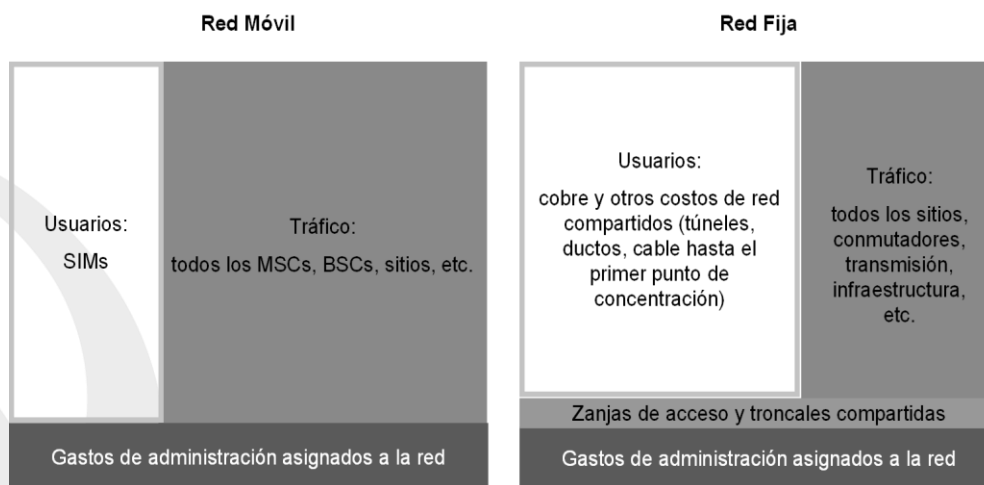 Red Móvil
Usuarios:
SIMs
Tráfico:
todos los MSCs, BSCs, sitios, etc.
Gastos de administración asignados a la red
Red Fija
Usuarios:
cobre y otros costos de red
compartidos (túneles,
ductos, cable hasta el
primer punto de
concentración)
Tráfico:
todos los sitios,
conmutadores,
transmisión,
infraestructura,
etc.
Zanjas de acceso y troncales compartidas
Gastos de administración asignados a la red